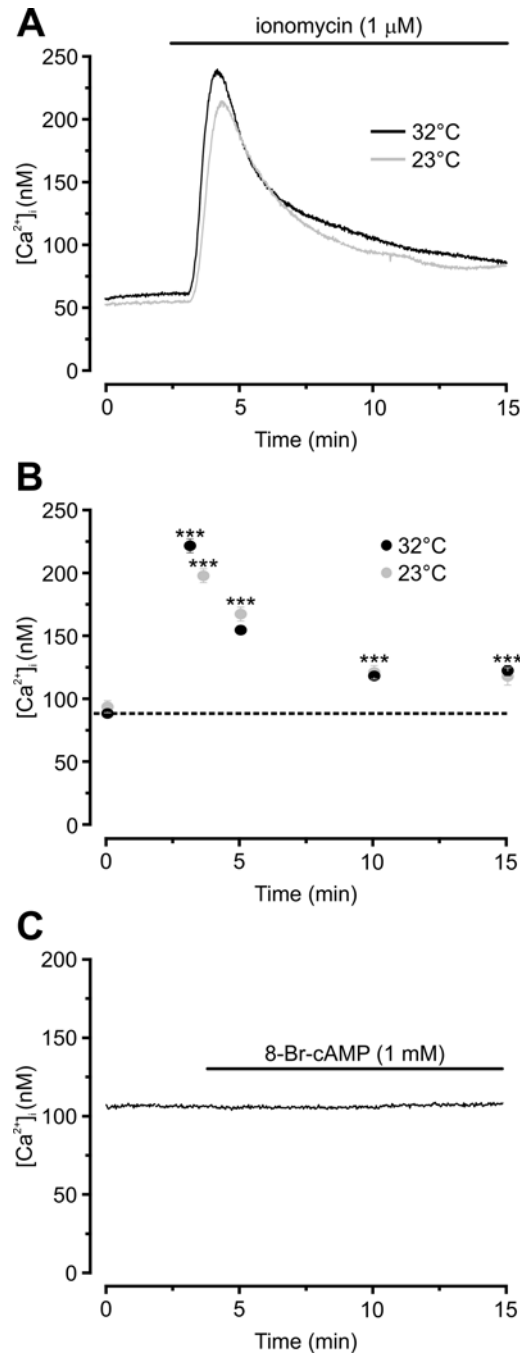 A
ionomycin (1 μM)
250
200
150
100
50
0
[Ca²⁺]ᵢ (nM)
32°C
23°C
0
5
10
15
Time (min)
B
250
200
150
100
50
0
[Ca²⁺]ᵢ (nM)
***
***
***
***
***
32°C
23°C
0
5
10
15
Time (min)
C
200
150
100
50
0
[Ca²⁺]ᵢ (nM)
8-Br-cAMP (1 mM)
0
5
10
15
Time (min)